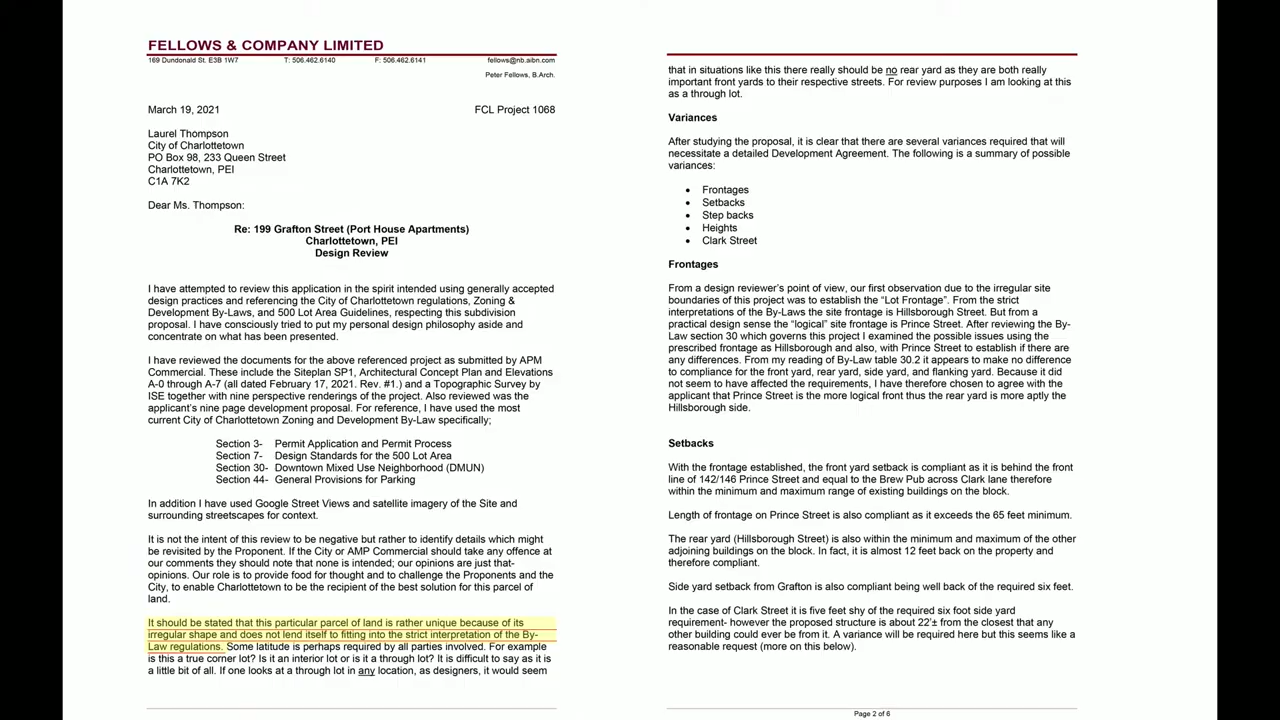 FELLOWS & COMPANY LIMITED
169 Dundonald St. E3B 1W7 T: 506.462.6140 F: 506.462.6141 fellows@nb.aibn.com
Peter Fellows, B.Arch.
March 19, 2021 FCL Project 1068
Laurel Thompson
City of Charlottetown
PO Box 98, 233 Queen Street
Charlottetown, PEI
C1A 7K2
Dear Ms. Thompson:
Re: 199 Grafton Street (Port House Apartments)
Charlottetown, PEI
Design Review
I have attempted to review this application in the spirit intended using generally accepted
design practices and referencing the City of Charlottetown regulations, Zoning &
Development By-Laws, and 500 Lot Area Guidelines, respecting this subdivision
proposal. I have consciously tried to put my personal design philosophy aside and
concentrate on what has been presented.
I have reviewed the documents for the above referenced project as submitted by APM
Commercial. These include the Siteplan SP1, Architectural Concept Plan and Elevations
A-0 through A-7 (all dated February 17, 2021. Rev. #1.) and a Topographic Survey by
ISE together with nine perspective renderings of the project. Also reviewed was the
applicant's nine page development proposal. For reference, I have used the most
current City of Charlottetown Zoning and Development By-Law specifically;
Section 3- Permit Application and Permit Process
Section 7- Design Standards for the 500 Lot Area
Section 30- Downtown Mixed Use Neighborhood (DMUN)
Section 44- General Provisions for Parking
In addition I have used Google Street Views and satellite imagery of the Site and
surrounding streetscapes for context.
It is not the intent of this review to be negative but rather to identify details which might
be revisited by the Proponent. If the City or AMP Commercial should take any offence at
our comments they should note that none is intended; our opinions are just that-
opinions. Our role is to provide food for thought and to challenge the Proponents and the
City, to enable Charlottetown to be the recipient of the best solution for this parcel of
land.
It should be stated that this particular parcel of land is rather unique because of its
irregular shape and does not lend itself to fitting into the strict interpretation of the By-
Law regulations. Some latitude is perhaps required by all parties involved. For example
is this a true corner lot? Is it an interior lot or is it a through lot? It is difficult to say as it is
a little bit of all. If one looks at a through lot in any location, as designers, it would seem
that in situations like this there really should be no rear yard as they are both really
important front yards to their respective streets. For review purposes I am looking at this
as a through lot.
Variances
After studying the proposal, it is clear that there are several variances required that will
necessitate a detailed Development Agreement. The following is a summary of possible
variances:
• Frontages
• Setbacks
• Step backs
• Heights
• Clark Street
Frontages
From a design reviewer's point of view, our first observation due to the irregular site
boundaries of this project was to establish the "Lot Frontage". From the strict
interpretations of the By-Laws the site frontage is Hillsborough Street. But from a
practical design sense the "logical" site frontage is Prince Street. After reviewing the By-
Law section 30 which governs this project I examined the possible issues using the
prescribed frontage as Hillsborough and also, with Prince Street to establish if there are
any differences. From my reading of By-Law table 30.2 it appears to make no difference
to compliance for the front yard, rear yard, side yard, and flanking yard. Because it did
not seem to have affected the requirements, I have therefore chosen to agree with the
applicant that Prince Street is the more logical front thus the rear yard is more aptly the
Hillsborough side.
Setbacks
With the frontage established, the front yard setback is compliant as it is behind the front
line of 142/146 Prince Street and equal to the Brew Pub across Clark lane therefore
within the minimum and maximum range of existing buildings on the block.
Length of frontage on Prince Street is also compliant as it exceeds the 65 feet minimum.
The rear yard (Hillsborough Street) is also within the minimum and maximum of the other
adjoining buildings on the block. In fact, it is almost 12 feet back on the property and
therefore compliant.
Side yard setback from Grafton is also compliant being well back of the required six feet.
In the case of Clark Street it is five feet shy of the required six foot side yard
requirement- however the proposed structure is about 22'± from the closest that any
other building could ever be from it. A variance will be required here but this seems like a
reasonable request (more on this below).
Page 2 of 6